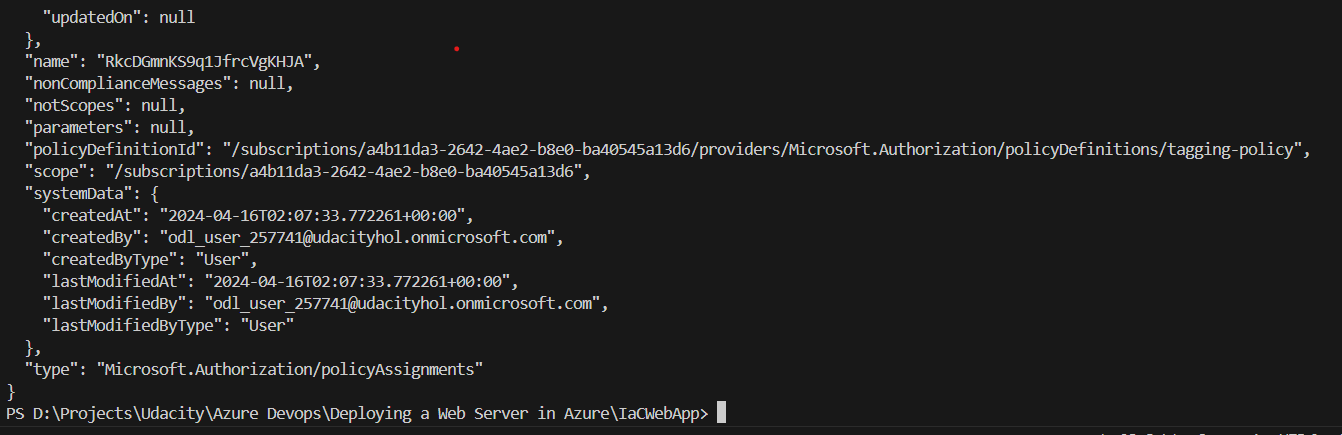 "updatedOn": null
},
"name": "RkcDGmnKS9q1JfrcVgKHJA",
"nonComplianceMessages": null,
"notScopes": null,
"parameters": null,
"policyDefinitionId": "/subscriptions/a4b11da3-2642-4ae2-b8e0-ba40545a13d6/providers/Microsoft.Authorization/policyDefinitions/tagging-policy",
"scope": "/subscriptions/a4b11da3-2642-4ae2-b8e0-ba40545a13d6",
"systemData": {
"createdAt": "2024-04-16T02:07:33.772261+00:00",
"createdBy": "odl_user_257741@udacityhol.onmicrosoft.com",
"createdByType": "User",
"lastModifiedAt": "2024-04-16T02:07:33.772261+00:00",
"lastModifiedBy": "odl_user_257741@udacityhol.onmicrosoft.com",
"lastModifiedByType": "User"
},
"type": "Microsoft.Authorization/policyAssignments"
}
PS D:\Projects\Udacity\Azure Devops\Deploying a Web Server in Azure\IaCWebApp>